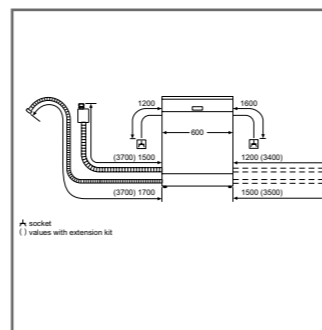 1200 1600
600
(3700) 1500 1200 (3400)
(3700) 1700 1500 (3500)
socket
( ) values with extension kit